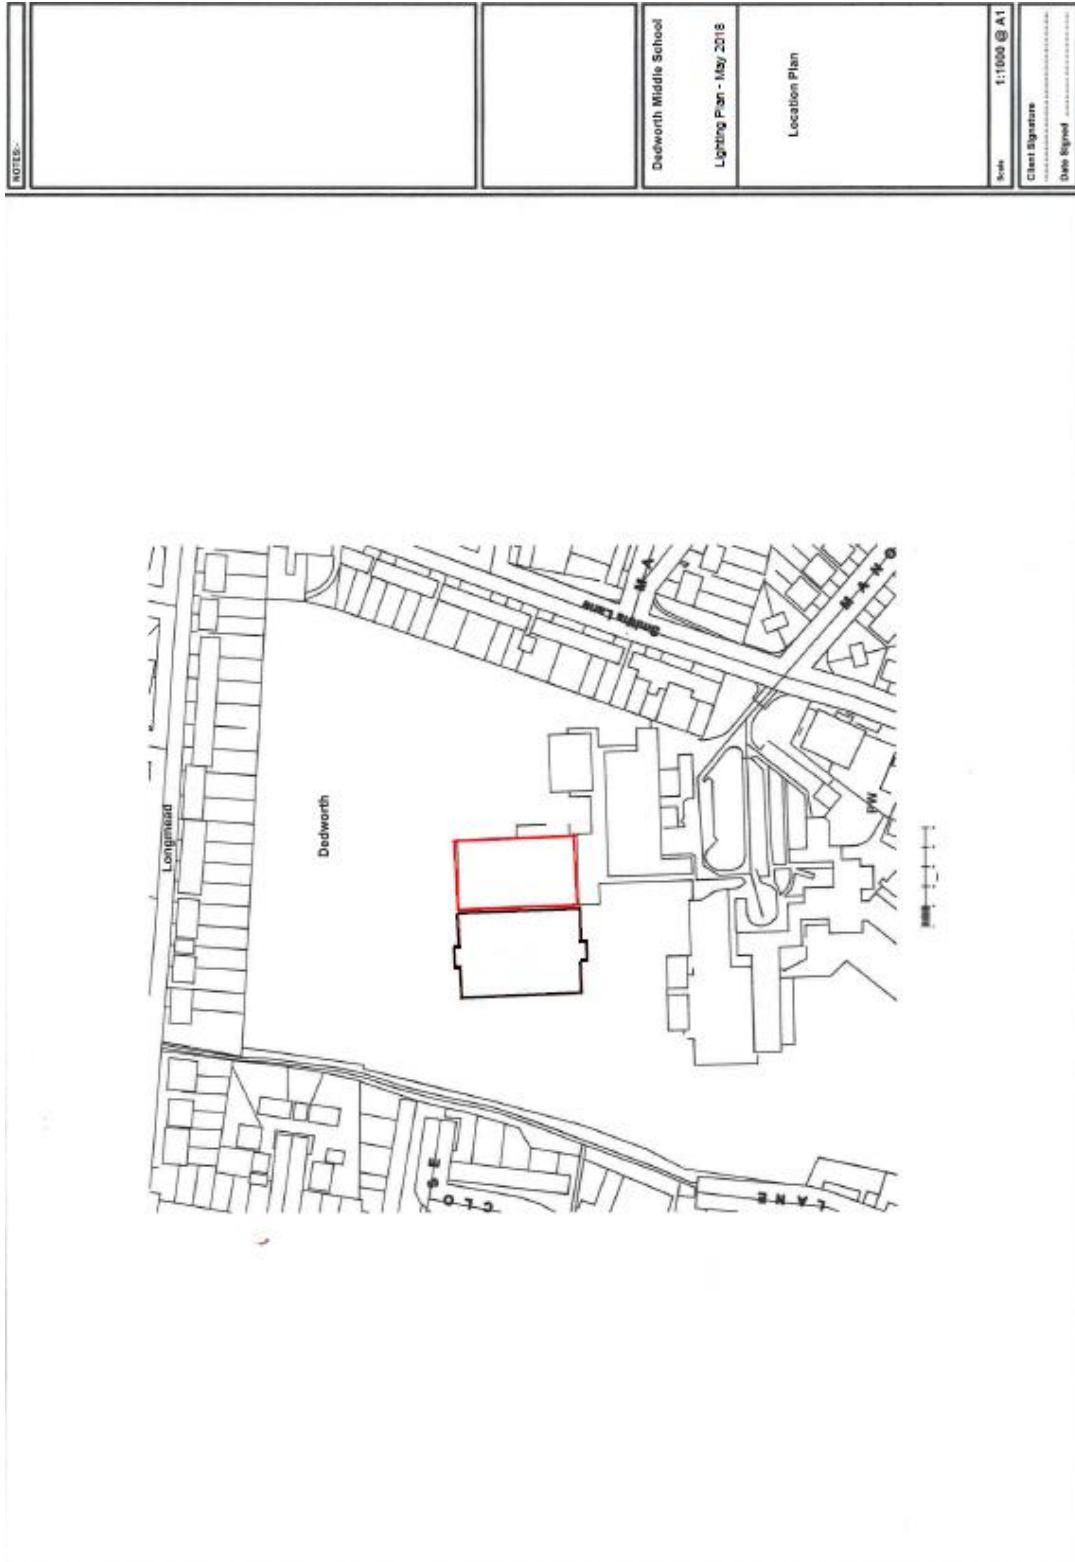 NOTES:-
Dedworth Middle School
Lighting Plan - May 2018
Location Plan
Scale 1:1000 @ A1
Client Signature
Date Signed
Longmead
Dedworth
Smiths Lane
M A
M A N O
CLOSE
LANE